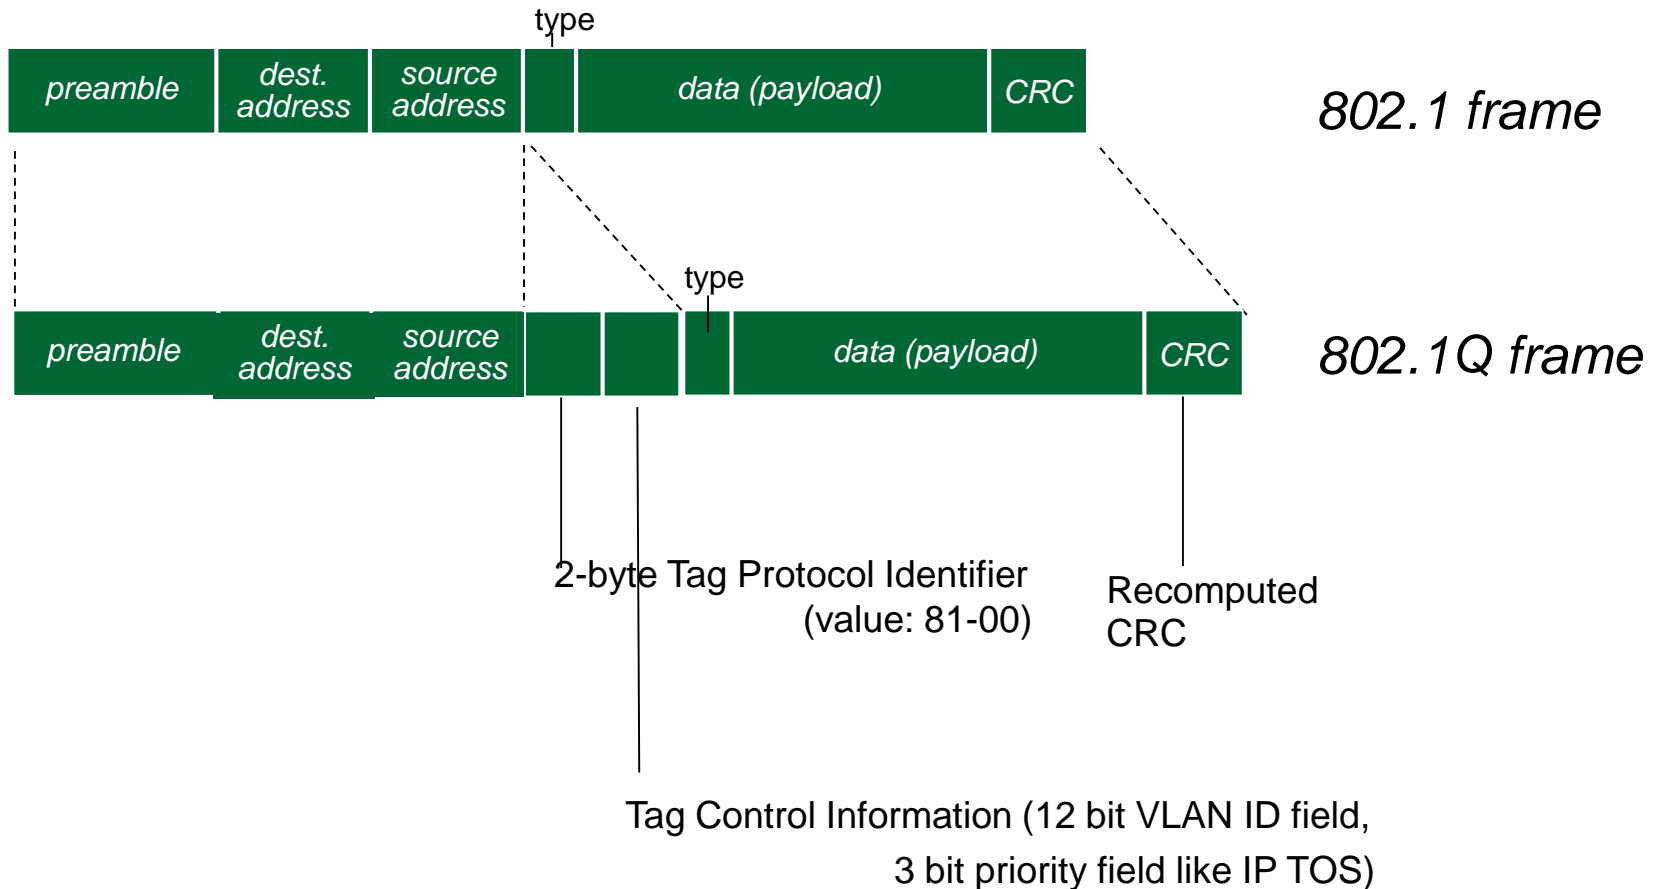 type
preamble
dest.
address
source
address
data (payload)
CRC
802.1 frame
type
preamble
dest.
address
source
address
data (payload)
CRC
802.1Q frame
2-byte Tag Protocol Identifier
(value: 81-00)
Recomputed
CRC
Tag Control Information (12 bit VLAN ID field,
3 bit priority field like IP TOS)